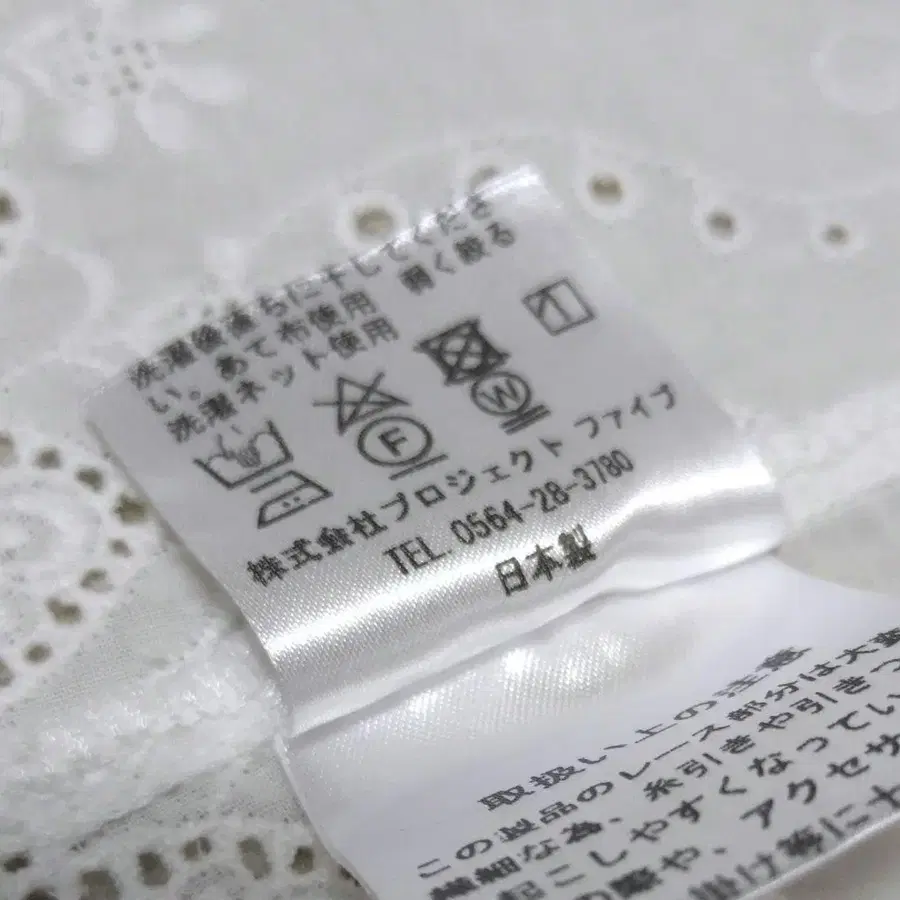 洗濯後直ちに干してくださ
い。あて布使用 弱く絞る
洗濯ネット使用
F
W
株式会社プロジェクト ファイブ
TEL. 0564-28-3780
日本製
取扱い上の注意
この製品のレース部分は大変
繊細な為、糸引きや引きつ
起こしやすくなってい
の際や、アクセサ
掛け等に十